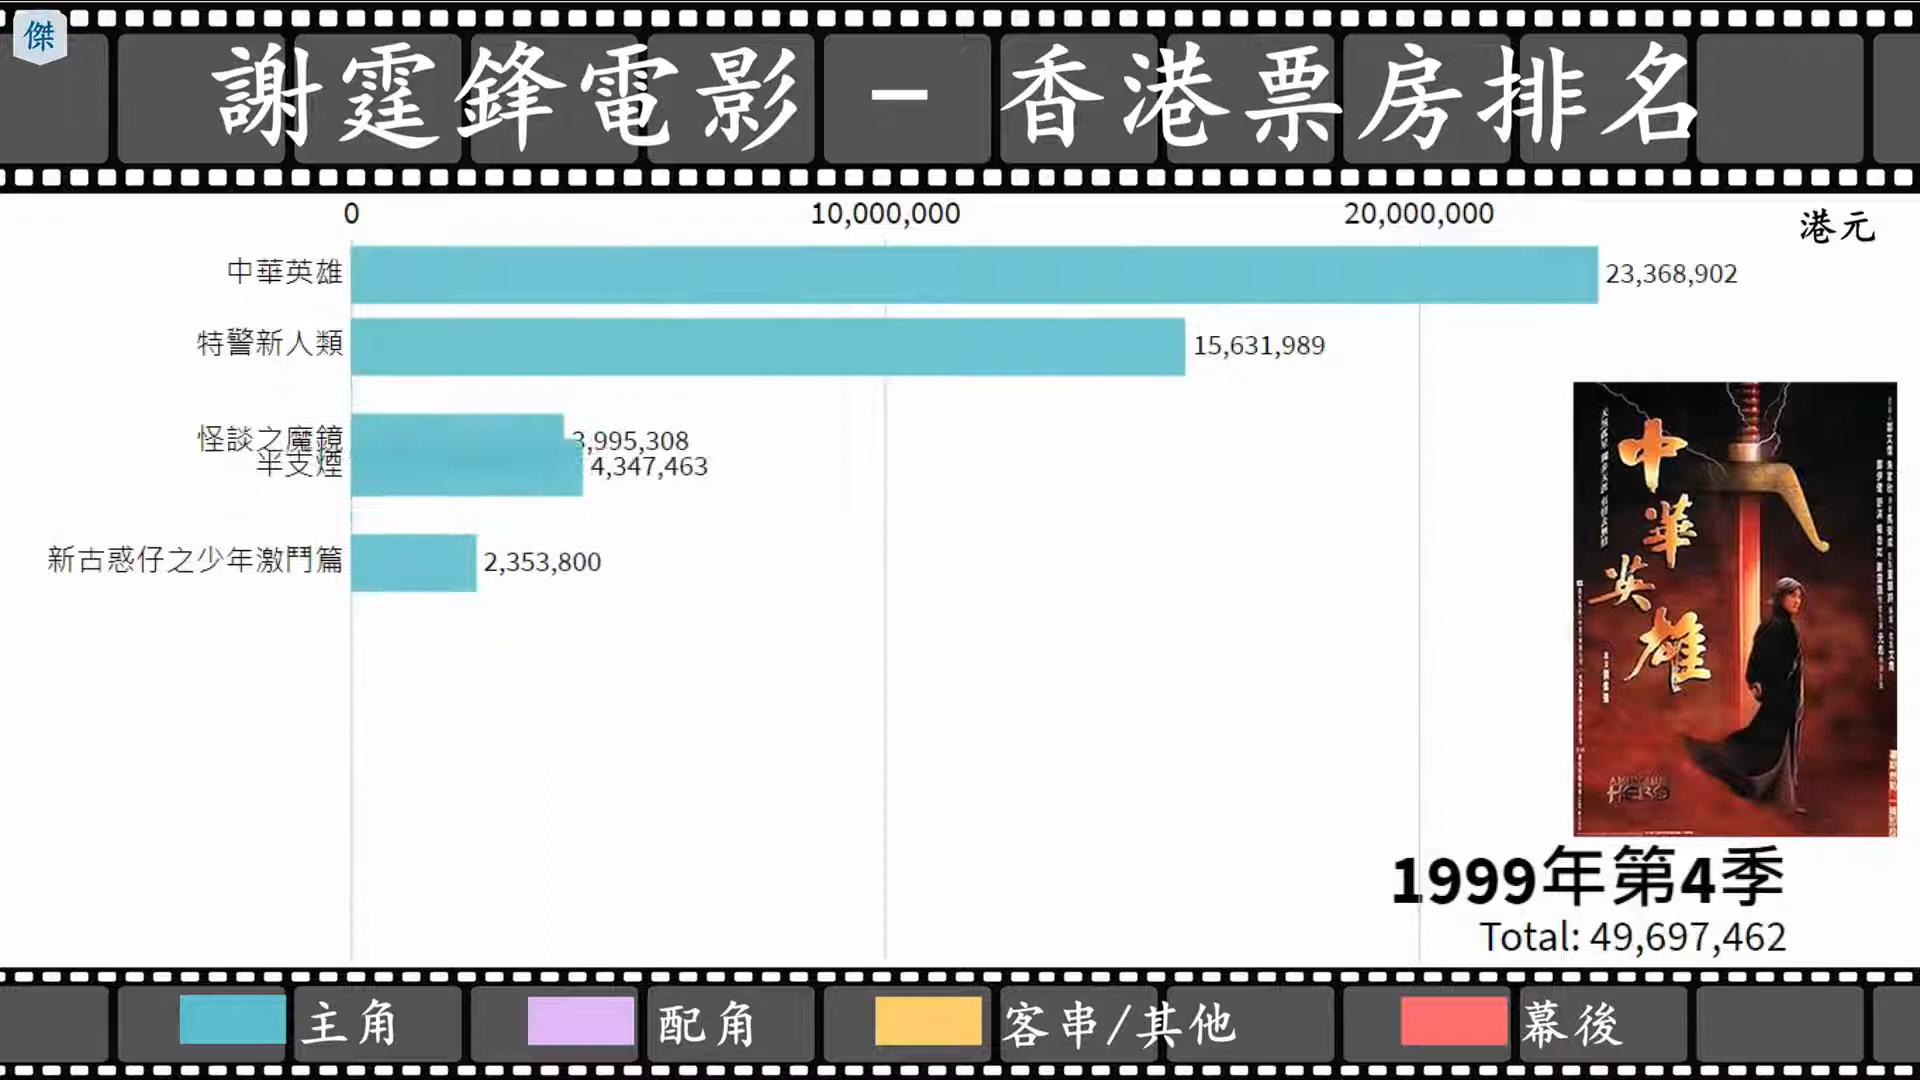 傑
謝霆鋒電影 – 香港票房排名
0 10,000,000 20,000,000 港元
中華英雄 23,368,902
特警新人類 15,631,989
怪談之魔鏡 3,995,308
半支煙 4,347,463
新古惑仔之少年激鬥篇 2,353,800
中華英雄
HERO
1999年第4季
Total: 49,697,462
主角 配角 客串/其他 幕後